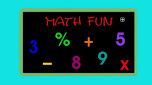 MATH FUN
% + 5
3
- 8 9 x